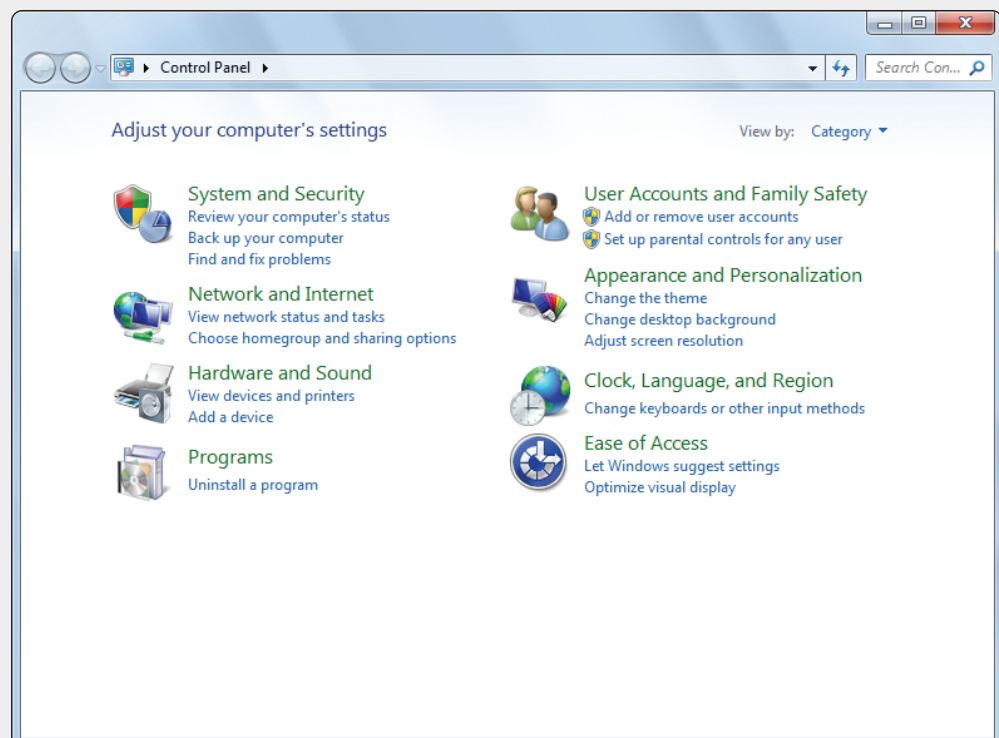 Control Panel
Search Con...
Adjust your computer's settings
View by: Category
System and Security
Review your computer's status
Back up your computer
Find and fix problems
Network and Internet
View network status and tasks
Choose homegroup and sharing options
Hardware and Sound
View devices and printers
Add a device
Programs
Uninstall a program
User Accounts and Family Safety
Add or remove user accounts
Set up parental controls for any user
Appearance and Personalization
Change the theme
Change desktop background
Adjust screen resolution
Clock, Language, and Region
Change keyboards or other input methods
Ease of Access
Let Windows suggest settings
Optimize visual display